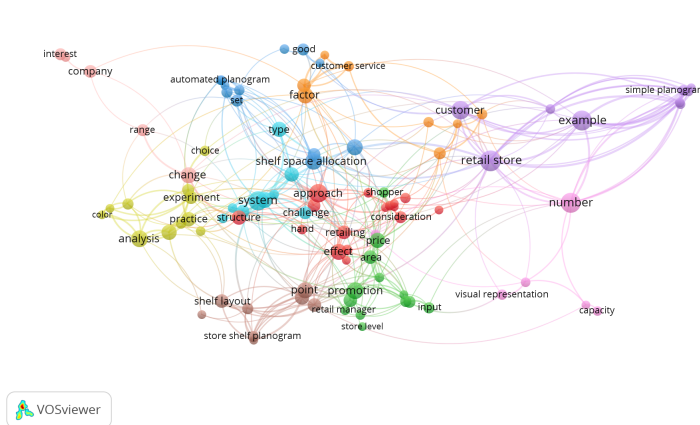 interest
good
customer service
company
automated planogram
set
factor
simple planogram
customer
example
range
type
choice
shelf space allocation
retail store
change
experiment
system
approach
shopper
number
color
practice
structure
challenge
consideration
analysis
hand
retailing
price
effect
area
point
promotion
visual representation
shelf layout
retail manager
input
capacity
store level
store shelf planogram
VOSviewer